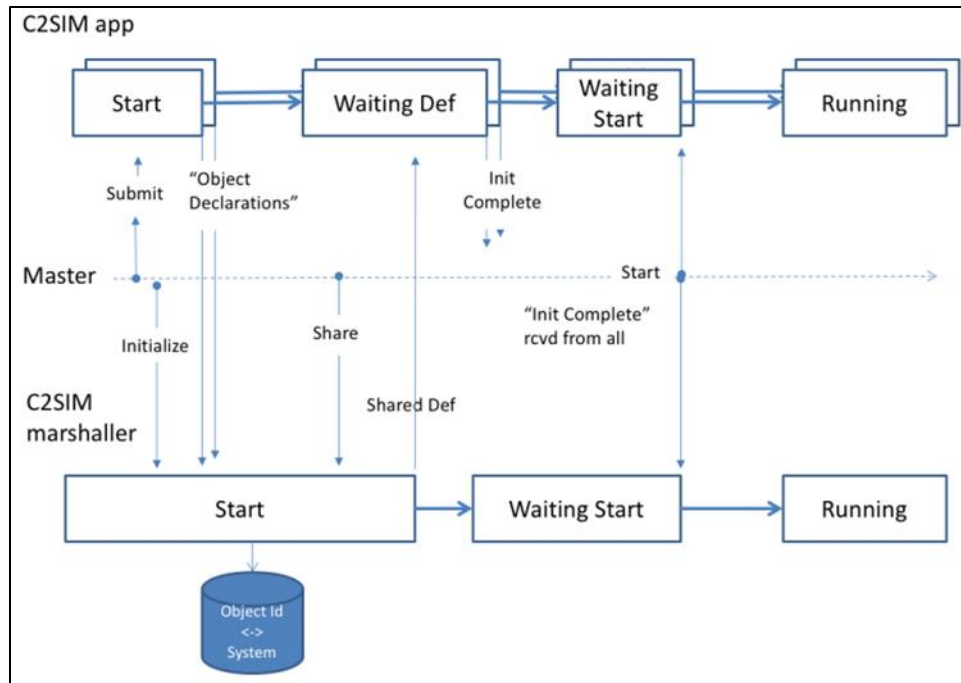 C2SIM app
Start
Waiting Def
Waiting
Start
Running
Submit
“Object
Declarations”
Init
Complete
Master
Start
Initialize
Share
“Init Complete”
rcvd from all
C2SIM
marshaller
Shared Def
Start
Waiting Start
Running
Object Id
<->
System